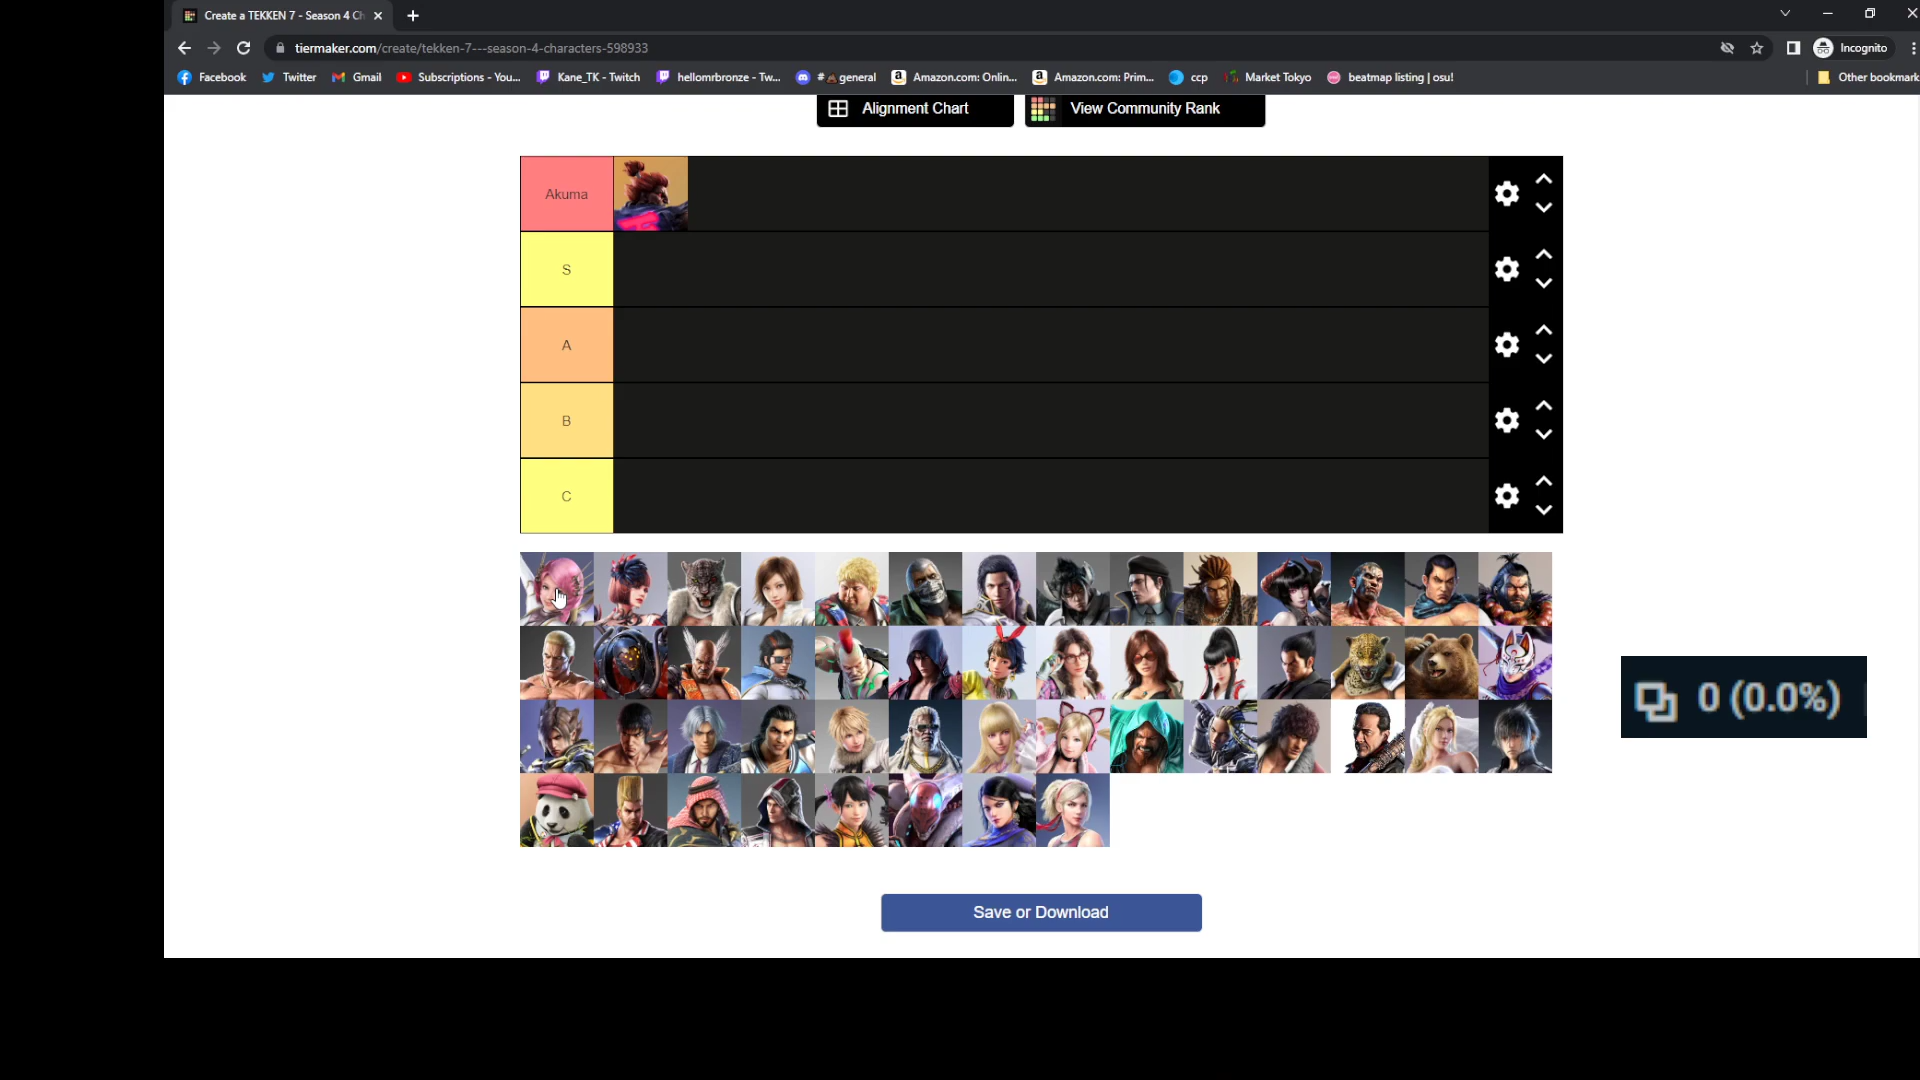 Create a TEKKEN 7 - Season 4 Ch
tiermaker.com/create/tekken-7---season-4-characters-598933
Incognito
Facebook
Twitter
Gmail
Subscriptions - You...
Kane_TK - Twitch
hellomrbronze - Tw...
#💩general
Amazon.com: Onlin...
Amazon.com: Prim...
ccp
Market Tokyo
beatmap listing | osu!
Other bookmark
Alignment Chart
View Community Rank
Akuma
S
A
B
C
0 (0.0%)
Save or Download